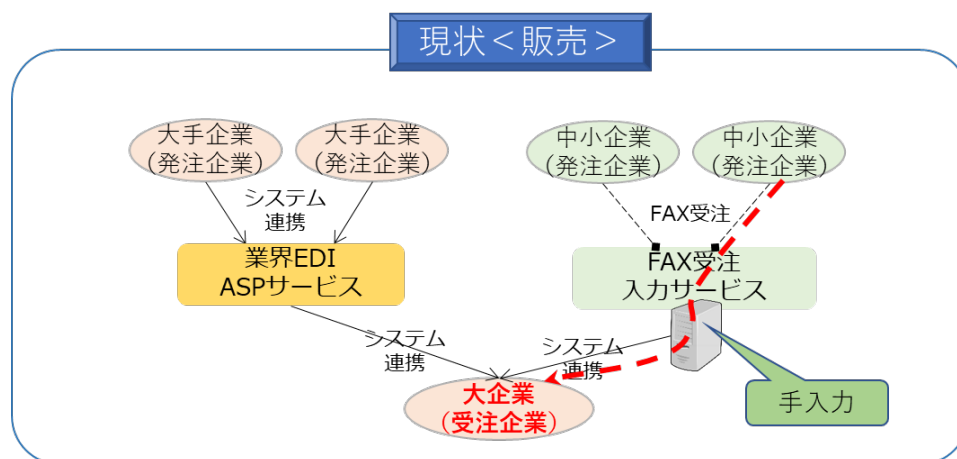 現状＜販売＞
大手企業
(発注企業)
大手企業
(発注企業)
中小企業
(発注企業)
中小企業
(発注企業)
システム
連携
FAX受注
業界EDI
ASPサービス
FAX受注
入力サービス
システム
連携
システム
連携
大企業
(受注企業)
手入力